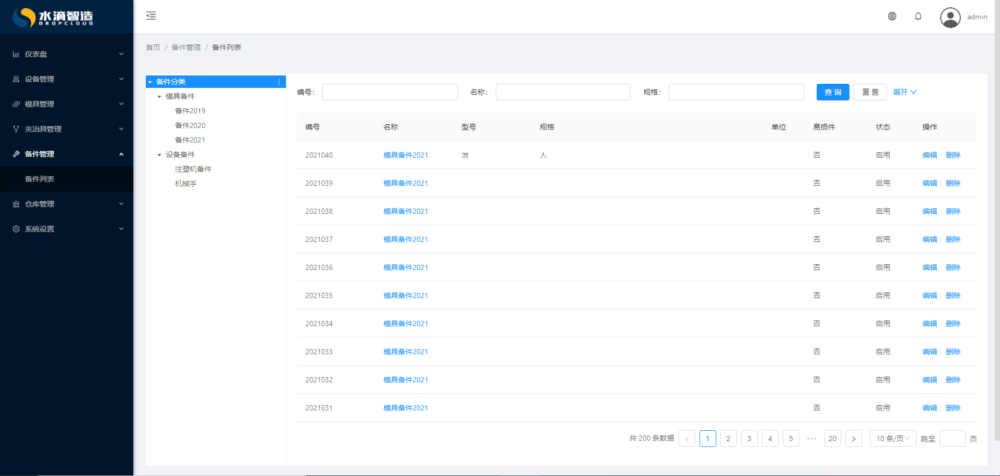 水滴智造
DROPCLOUD
admin
仪表盘
设备管理
模具管理
夹治具管理
备件管理
备件列表
仓库管理
系统设置
首页 / 备件管理 / 备件列表
备件分类
模具备件
备件2019
备件2020
备件2021
设备备件
注塑机备件
机械手
编号： 名称： 规格： 查 询 重 置 展开
编号 名称 型号 规格 单位 易损件 状态 操作
2021040 模具备件2021 发 人 否 启用 编辑 删除
2021039 模具备件2021 否 启用 编辑 删除
2021038 模具备件2021 否 启用 编辑 删除
2021037 模具备件2021 否 启用 编辑 删除
2021036 模具备件2021 否 启用 编辑 删除
2021035 模具备件2021 否 启用 编辑 删除
2021034 模具备件2021 否 启用 编辑 删除
2021033 模具备件2021 否 启用 编辑 删除
2021032 模具备件2021 否 启用 编辑 删除
2021031 模具备件2021 否 启用 编辑 删除
共 200 条数据 < 1 2 3 4 5 ••• 20 > 10 条/页 跳至 页